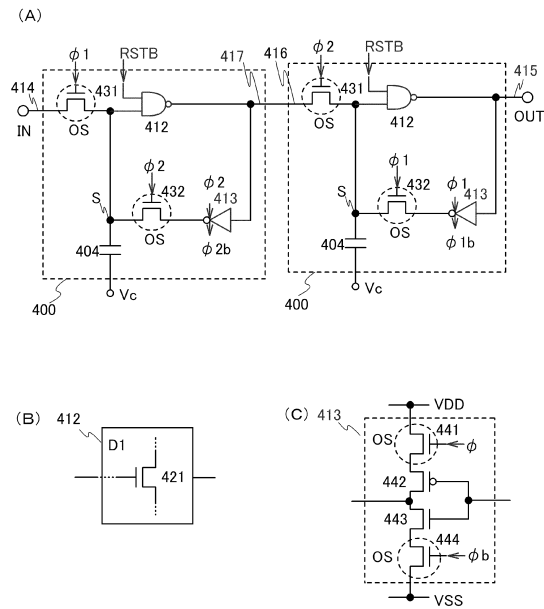 (A)
φ1
RSTB
φ2
RSTB
414
431
417
416
431
415
IN
OS
412
OS
412
OUT
φ2
φ1
432
φ2
413
432
φ1
413
S
S
OS
φ2b
OS
φ1b
404
404
Vc
Vc
400
400
(B)
(C)
412
D1
421
413
VDD
OS
441
φ
442
443
444
OS
φb
VSS